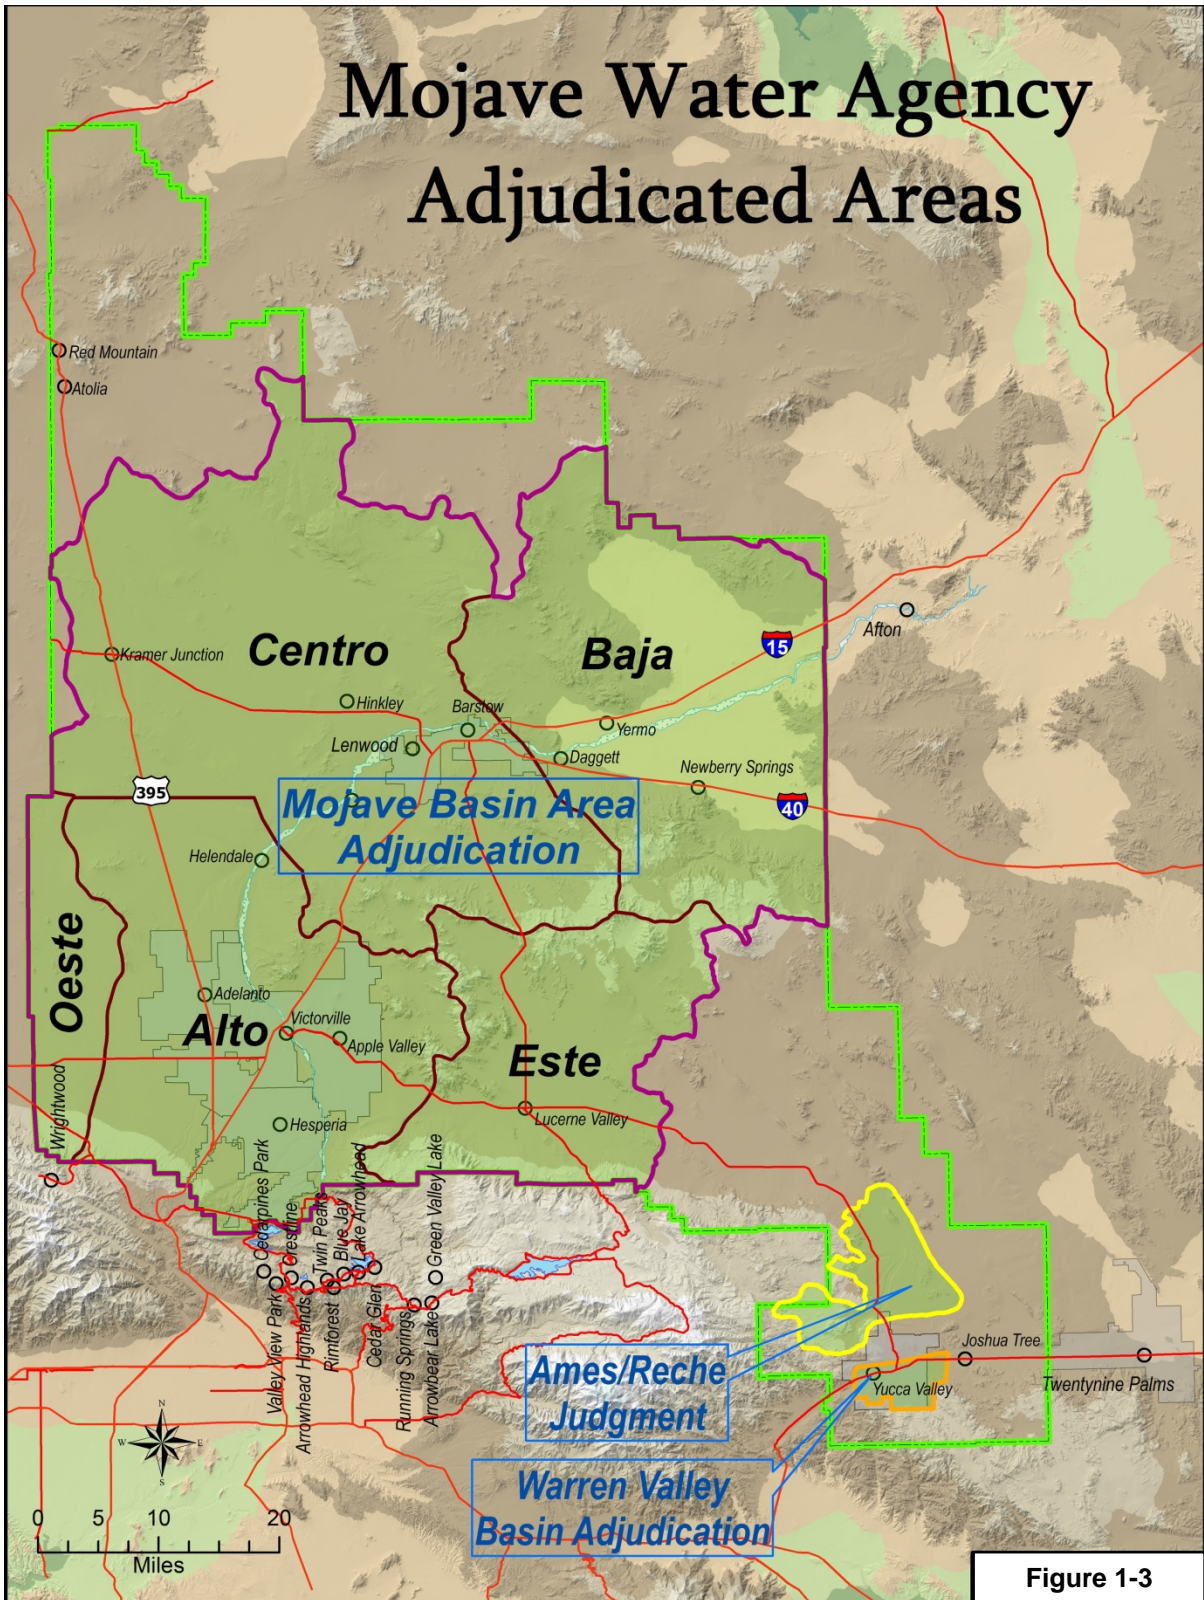 Mojave Water Agency
Adjudicated Areas
Red Mountain
Atolia
Centro
Baja
15
Afton
Kramer Junction
Hinkley
Barstow
Yermo
Lenwood
Daggett
Newberry Springs
395
40
Mojave Basin Area
Adjudication
Helendale
Oeste
Adelanto
Alto
Victorville
Apple Valley
Este
Lucerne Valley
Wrightwood
Hesperia
Cedarpines Park
Crestline
Twin Peaks
Blue Jay
Lake Arrowhead
Green Valley Lake
Valley View Park
Arrowhead Highlands
Rimforest
Cedar Glen
Running Springs
Arrowbear Lake
Joshua Tree
Ames/Reche
Judgment
Yucca Valley
Twentynine Palms
N
W
E
S
Warren Valley
Basin Adjudication
0 5 10 20
Miles
Figure 1-3